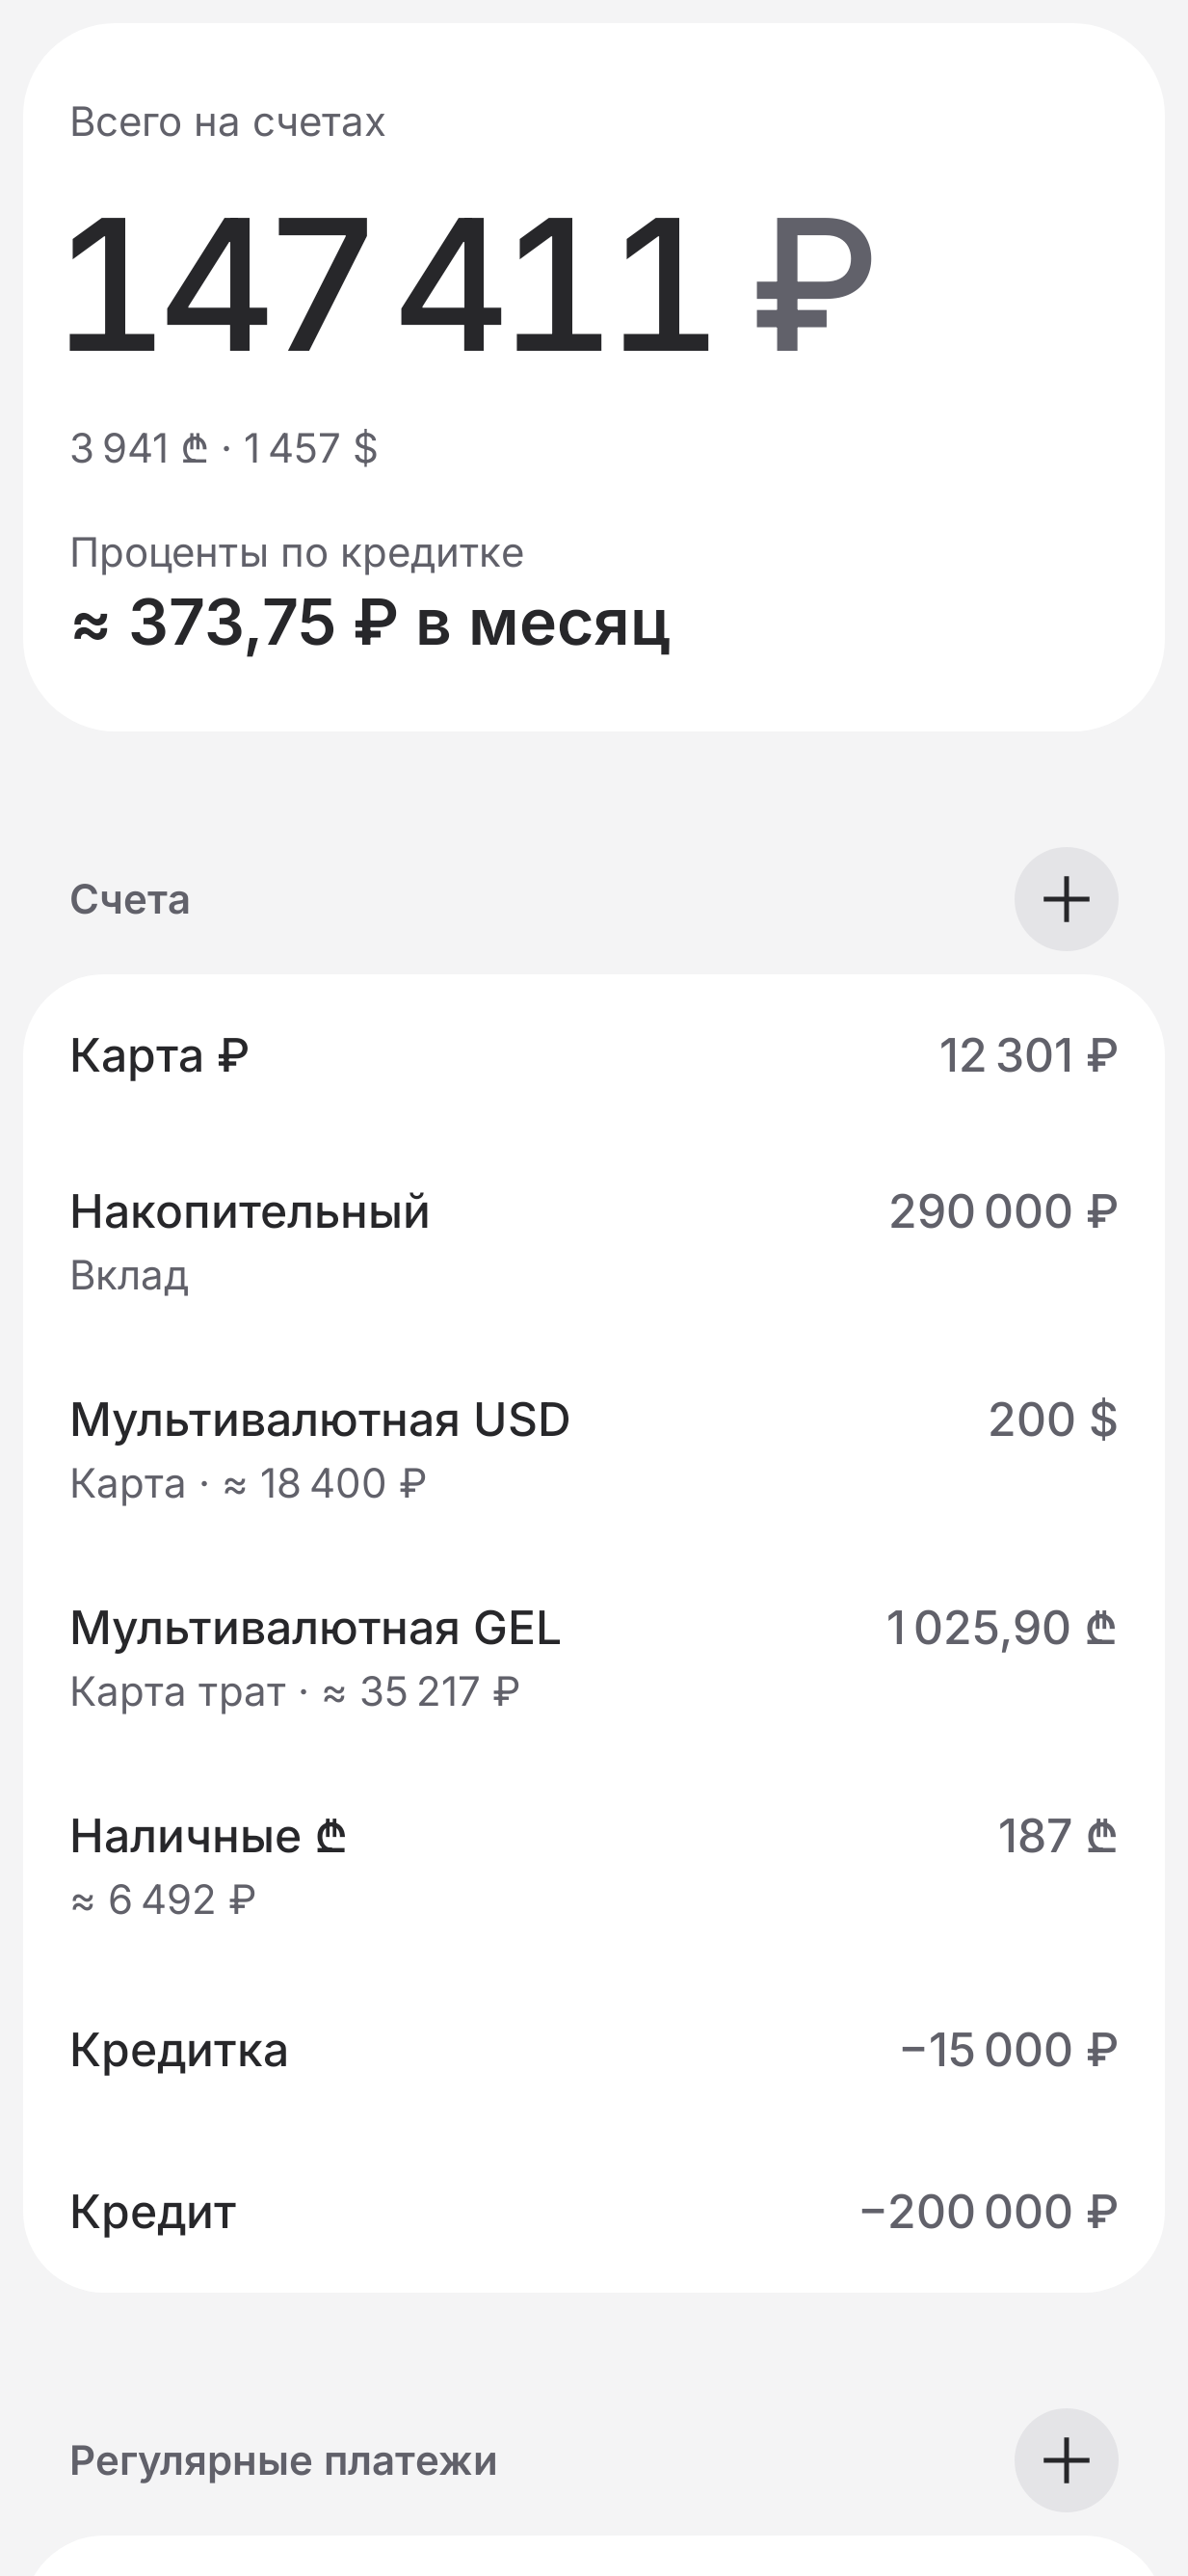 Всего на счетах
147 411 ₽
3 941 ₾ · 1 457 $
Проценты по кредитке
≈ 373,75 ₽ в месяц
Счета
Карта ₽ 12 301 ₽
Накопительный 290 000 ₽
Вклад
Мультивалютная USD 200 $
Карта · ≈ 18 400 ₽
Мультивалютная GEL 1 025,90 ₾
Карта трат · ≈ 35 217 ₽
Наличные ₾ 187 ₾
≈ 6 492 ₽
Кредитка −15 000 ₽
Кредит −200 000 ₽
Регулярные платежи